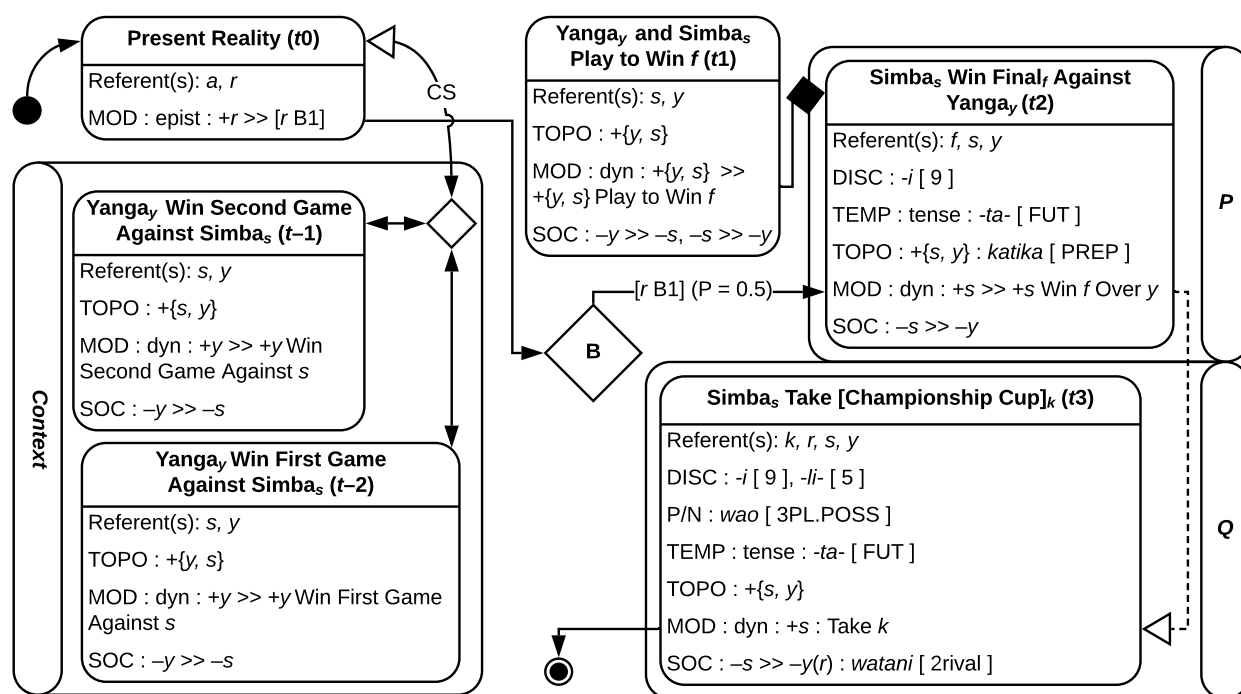 Present Reality (t0)
Referent(s): a, r
MOD : epist : +r >> [r B1]
CS
Context
Yangay Win Second Game
Against Simbas (t–1)
Referent(s): s, y
TOPO : +{s, y}
MOD : dyn : +y >> +y Win
Second Game Against s
SOC : –y >> –s
Yangay Win First Game
Against Simbas (t–2)
Referent(s): s, y
TOPO : +{y, s}
MOD : dyn : +y >> +y Win First Game
Against s
SOC : –y >> –s
Yangay and Simbas
Play to Win f (t1)
Referent(s): s, y
TOPO : +{y, s}
MOD : dyn : +{y, s} >>
+{y, s} Play to Win f
SOC : –y >> –s, –s >> –y
B
[r B1] (P = 0.5)
P
Simbas Win Finalf Against
Yangay (t2)
Referent(s): f, s, y
DISC : -i [ 9 ]
TEMP : tense : -ta- [ FUT ]
TOPO : +{s, y} : katika [ PREP ]
MOD : dyn : +s >> +s Win f Over y
SOC : –s >> –y
Q
Simbas Take [Championship Cup]k (t3)
Referent(s): k, r, s, y
DISC : -i [ 9 ], -li- [ 5 ]
P/N : wao [ 3PL.POSS ]
TEMP : tense : -ta- [ FUT ]
TOPO : +{s, y}
MOD : dyn : +s : Take k
SOC : –s >> –y(r) : watani [ 2rival ]